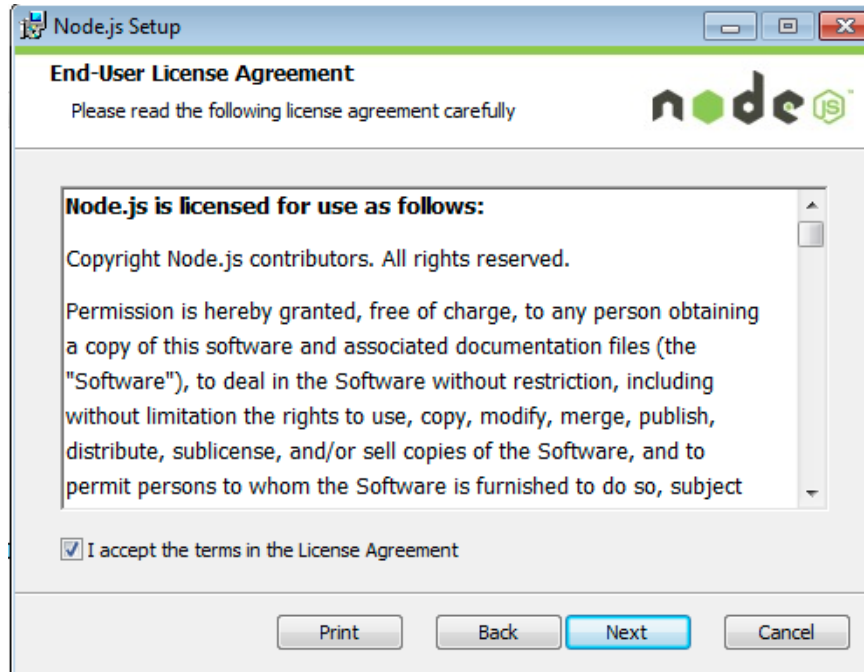 Node.js Setup
End-User License Agreement
Please read the following license agreement carefully
node JS™
Node.js is licensed for use as follows:
Copyright Node.js contributors. All rights reserved.
Permission is hereby granted, free of charge, to any person obtaining
a copy of this software and associated documentation files (the
"Software"), to deal in the Software without restriction, including
without limitation the rights to use, copy, modify, merge, publish,
distribute, sublicense, and/or sell copies of the Software, and to
permit persons to whom the Software is furnished to do so, subject
I accept the terms in the License Agreement
Print Back Next Cancel